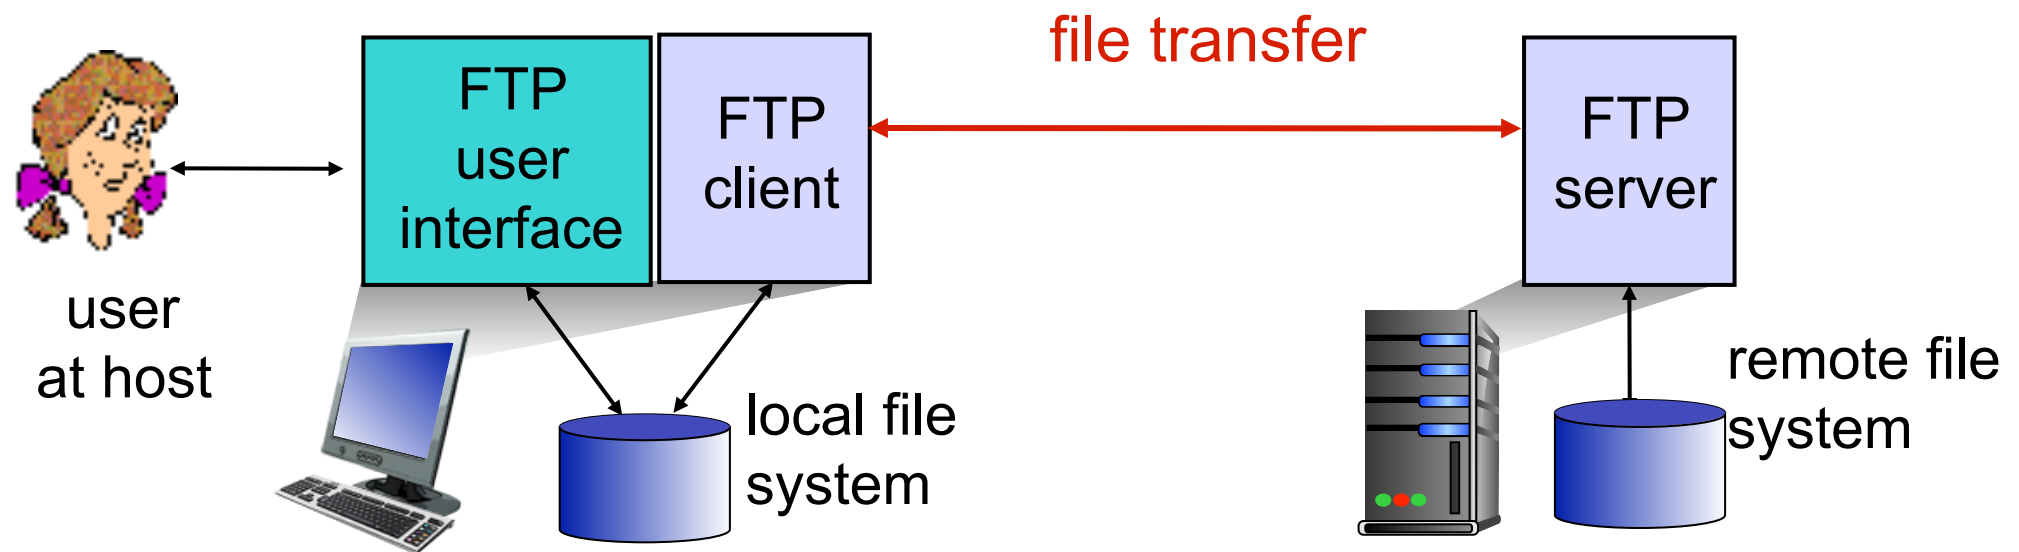 file transfer
FTP
user
interface
FTP
client
FTP
server
user
at host
local file
system
remote file
system